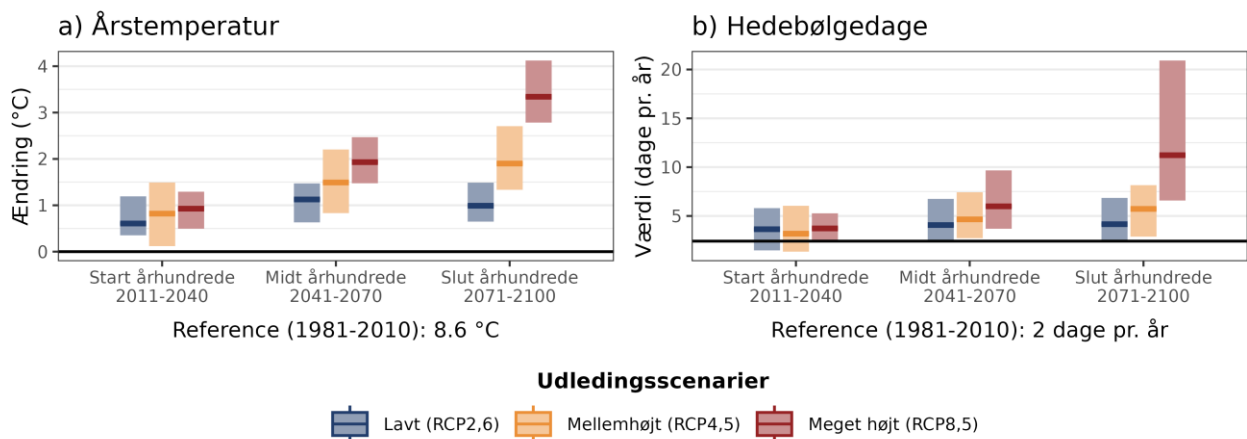 a) Årstemperatur
Ændring (°C)
4
3
2
1
0
Start århundrede
2011-2040
Midt århundrede
2041-2070
Slut århundrede
2071-2100
Reference (1981-2010): 8.6 °C
b) Hedebølgedage
Værdi (dage pr. år)
20
15
10
5
Start århundrede
2011-2040
Midt århundrede
2041-2070
Slut århundrede
2071-2100
Reference (1981-2010): 2 dage pr. år
Udledingsscenarier
Lavt (RCP2,6)
Mellemhøjt (RCP4,5)
Meget højt (RCP8,5)